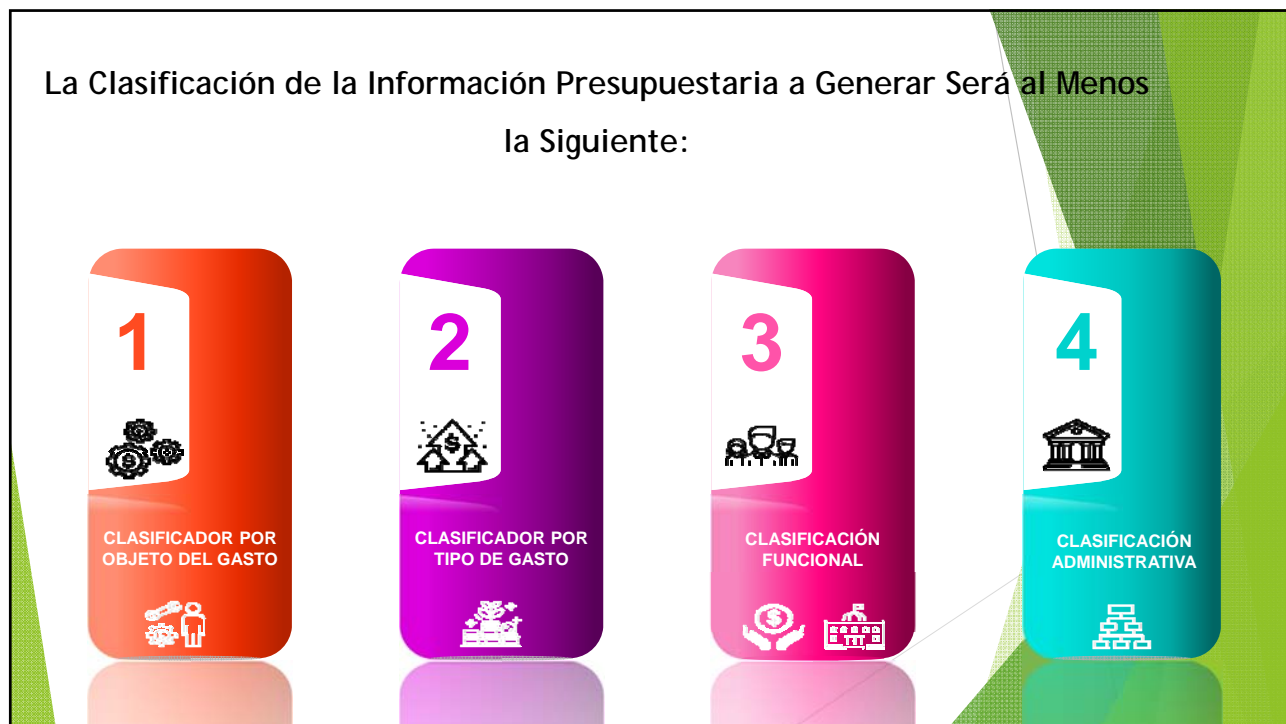 La Clasificación de la Información Presupuestaria a Generar Será al Menos
la Siguiente:
1
CLASIFICADOR POR
OBJETO DEL GASTO
2
CLASIFICADOR POR
TIPO DE GASTO
3
CLASIFICACIÓN
FUNCIONAL
4
CLASIFICACIÓN
ADMINISTRATIVA